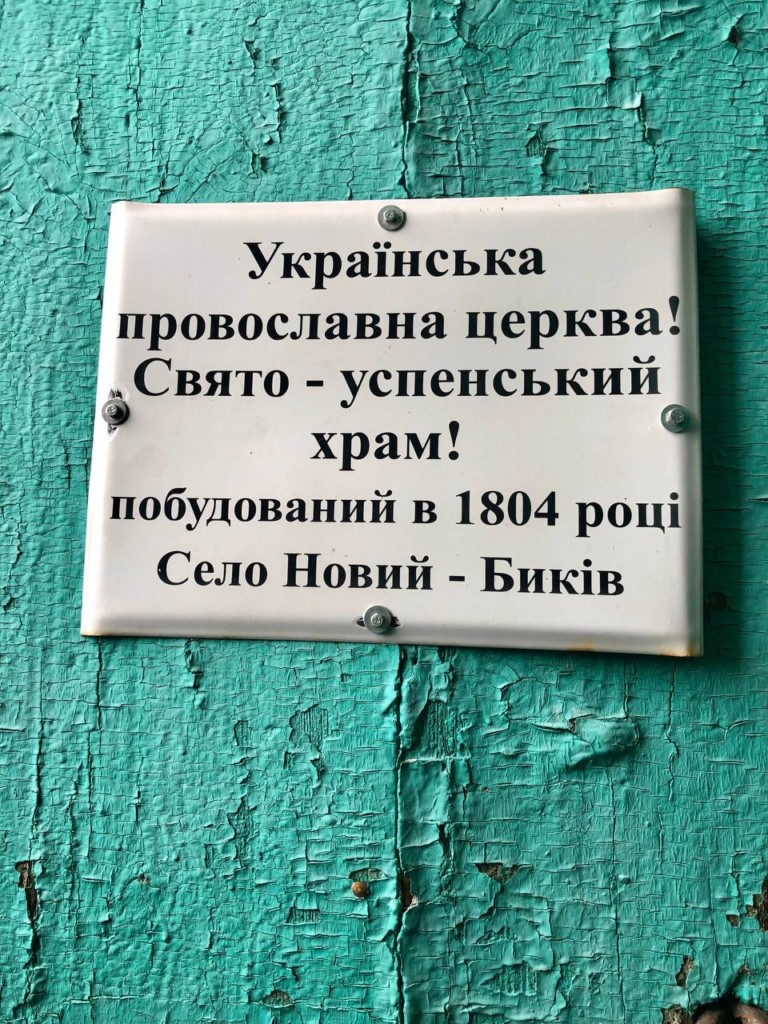 Українська
провославна церква!
Свято - успенський
храм!
побудований в 1804 році
Село Новий - Биків